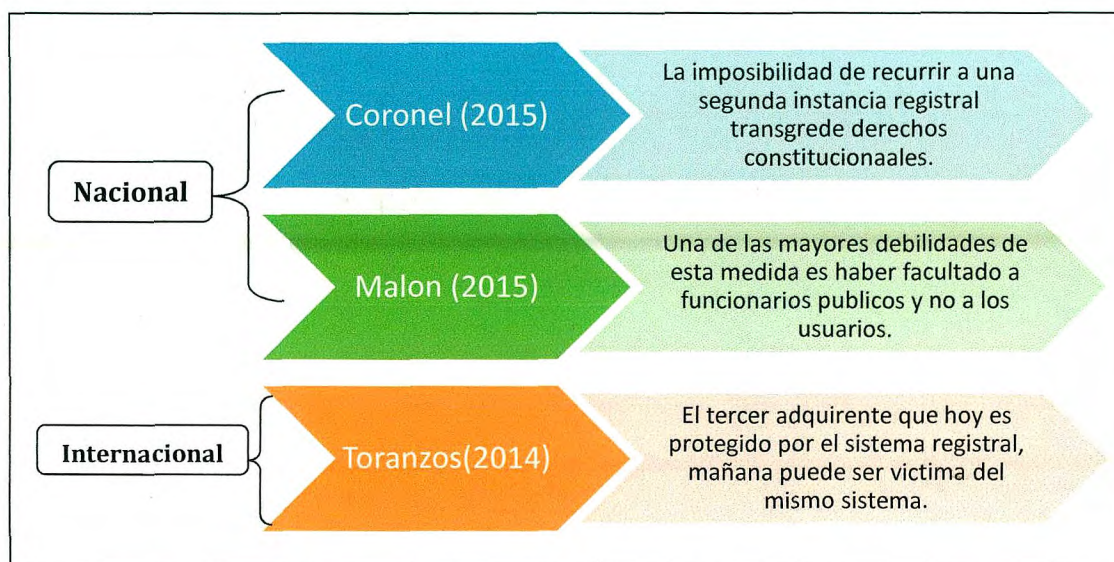 Nacional
Coronel (2015)
La imposibilidad de recurrir a una
segunda instancia registral
transgrede derechos
constitucionaales.
Malon (2015)
Una de las mayores debilidades de
esta medida es haber facultado a
funcionarios publicos y no a los
usuarios.
Internacional
Toranzos(2014)
El tercer adquirente que hoy es
protegido por el sistema registral,
mañana puede ser victima del
mismo sistema.